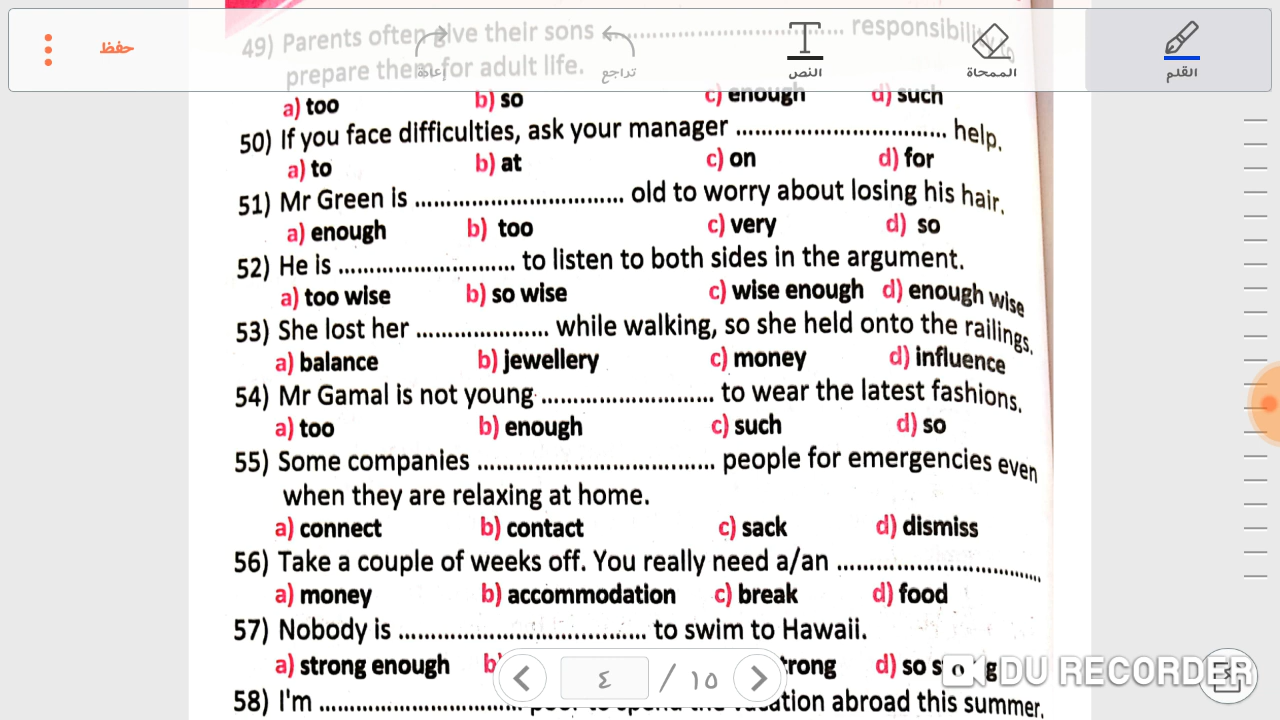 حفظ
إعادة
تراجع
النص
الممحاة
القلم
49) Parents often give their sons ........................... responsibility to
prepare them for adult life.
a) too b) so c) enough d) such
50) If you face difficulties, ask your manager ........................... help.
a) to b) at c) on d) for
51) Mr Green is ........................... old to worry about losing his hair.
a) enough b) too c) very d) so
52) He is ........................... to listen to both sides in the argument.
a) too wise b) so wise c) wise enough d) enough wise
53) She lost her ..................... while walking, so she held onto the railings.
a) balance b) jewellery c) money d) influence
54) Mr Gamal is not young ........................... to wear the latest fashions.
a) too b) enough c) such d) so
55) Some companies ........................... people for emergencies even
when they are relaxing at home.
a) connect b) contact c) sack d) dismiss
56) Take a couple of weeks off. You really need a/an ...........................
a) money b) accommodation c) break d) food
57) Nobody is ........................... to swim to Hawaii.
a) strong enough b) d) so
٤ / ١٥
DU RECORDER
58) I'm ........................... poor to spend the vacation abroad this summer.